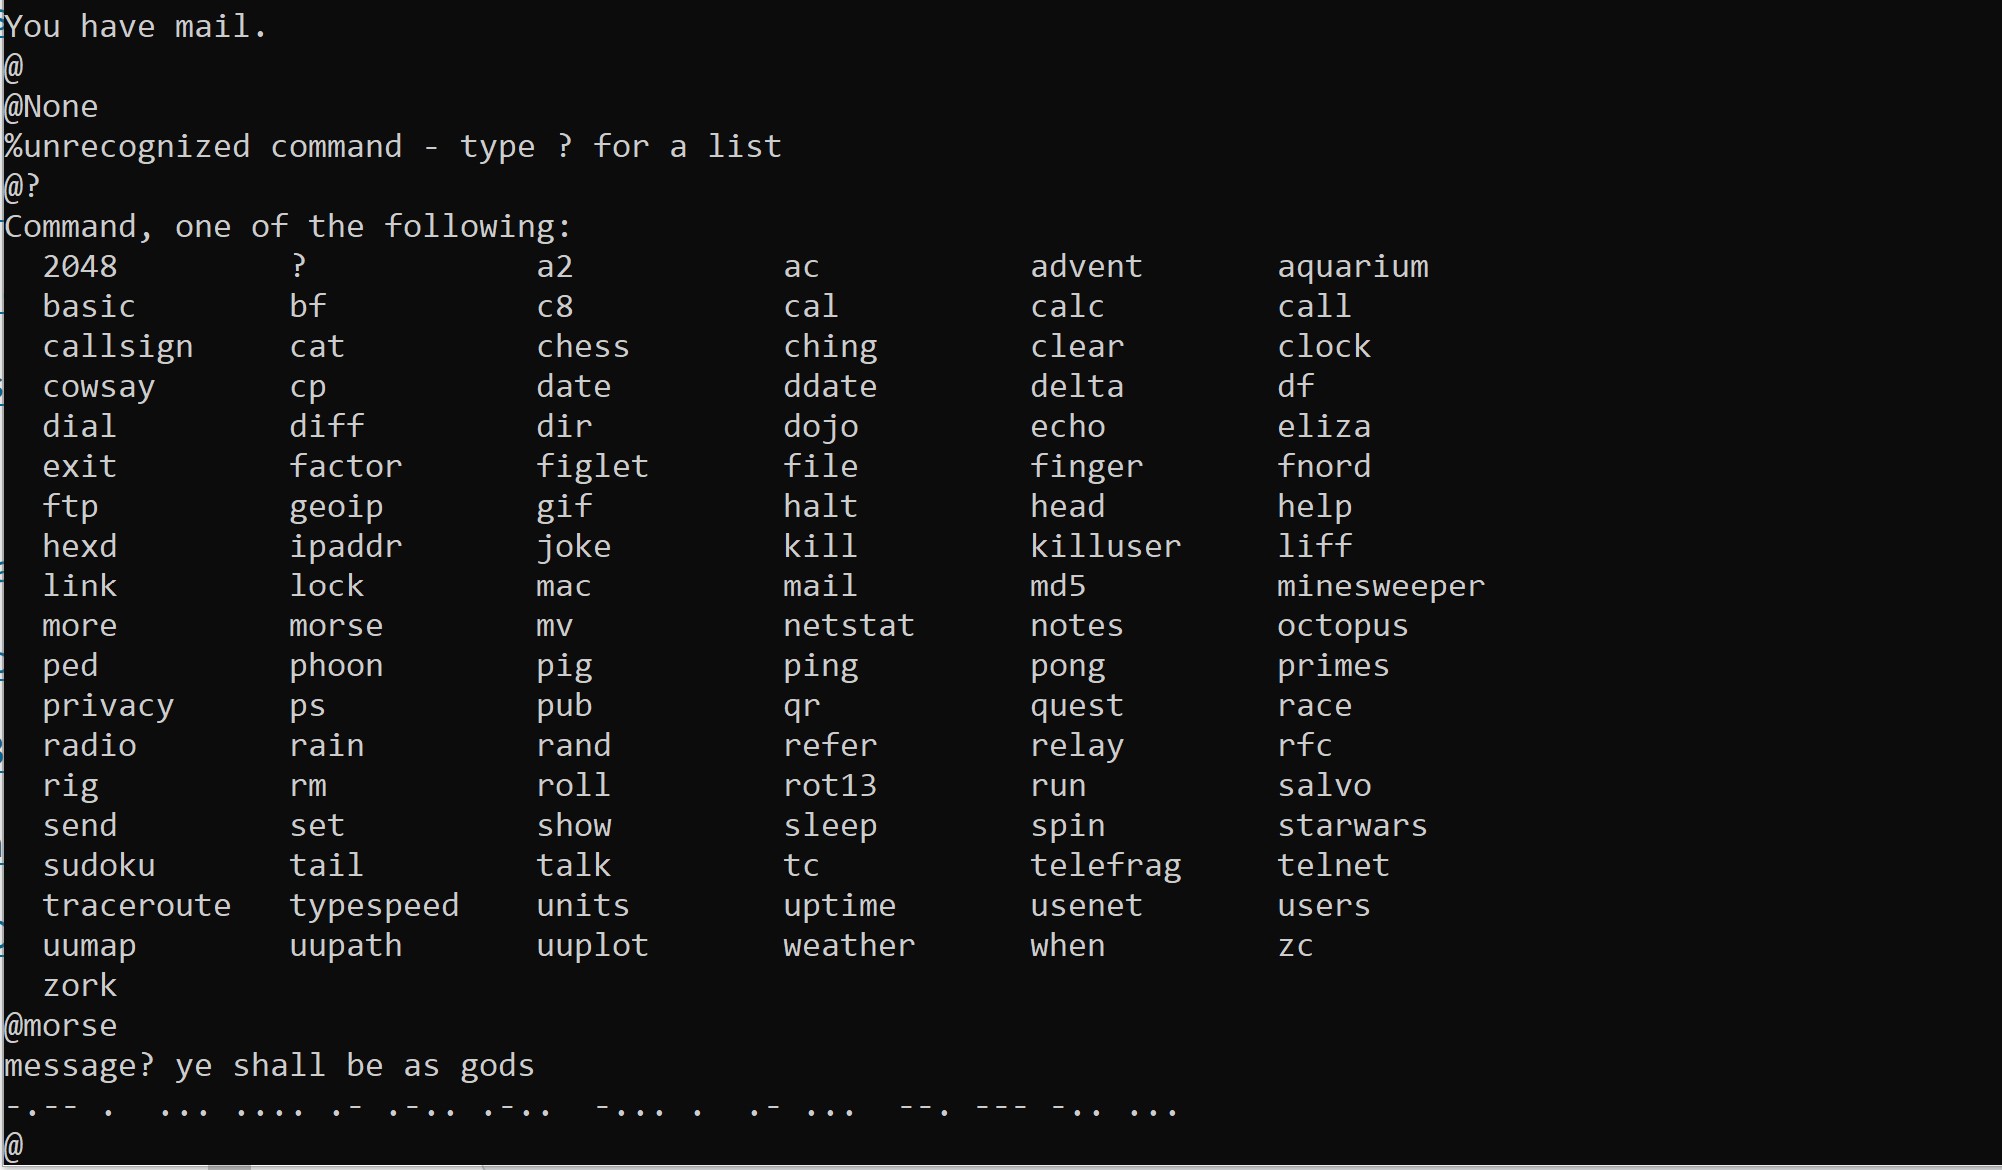 You have mail.
@
@None
%unrecognized command - type ? for a list
@?
Command, one of the following:
  2048         ?            a2           ac           advent       aquarium
  basic        bf           c8           cal          calc         call
  callsign     cat          chess        ching        clear        clock
  cowsay       cp           date         ddate        delta        df
  dial         diff         dir          dojo         echo         eliza
  exit         factor       figlet       file         finger       fnord
  ftp          geoip        gif          halt         head         help
  hexd         ipaddr       joke         kill         killuser     liff
  link         lock         mac          mail         md5          minesweeper
  more         morse        mv           netstat      notes        octopus
  ped          phoon        pig          ping         pong         primes
  privacy      ps           pub          qr           quest        race
  radio        rain         rand         refer        relay        rfc
  rig          rm           roll         rot13        run          salvo
  send         set          show         sleep        spin         starwars
  sudoku       tail         talk         tc           telefrag     telnet
  traceroute   typespeed    units        uptime       usenet       users
  uumap        uupath       uuplot       weather      when         zc
  zork
@morse
message? ye shall be as gods
-.-- .  ... .... .- .-.. .-..  -... .  .- ...  --. --- -.. ...
@